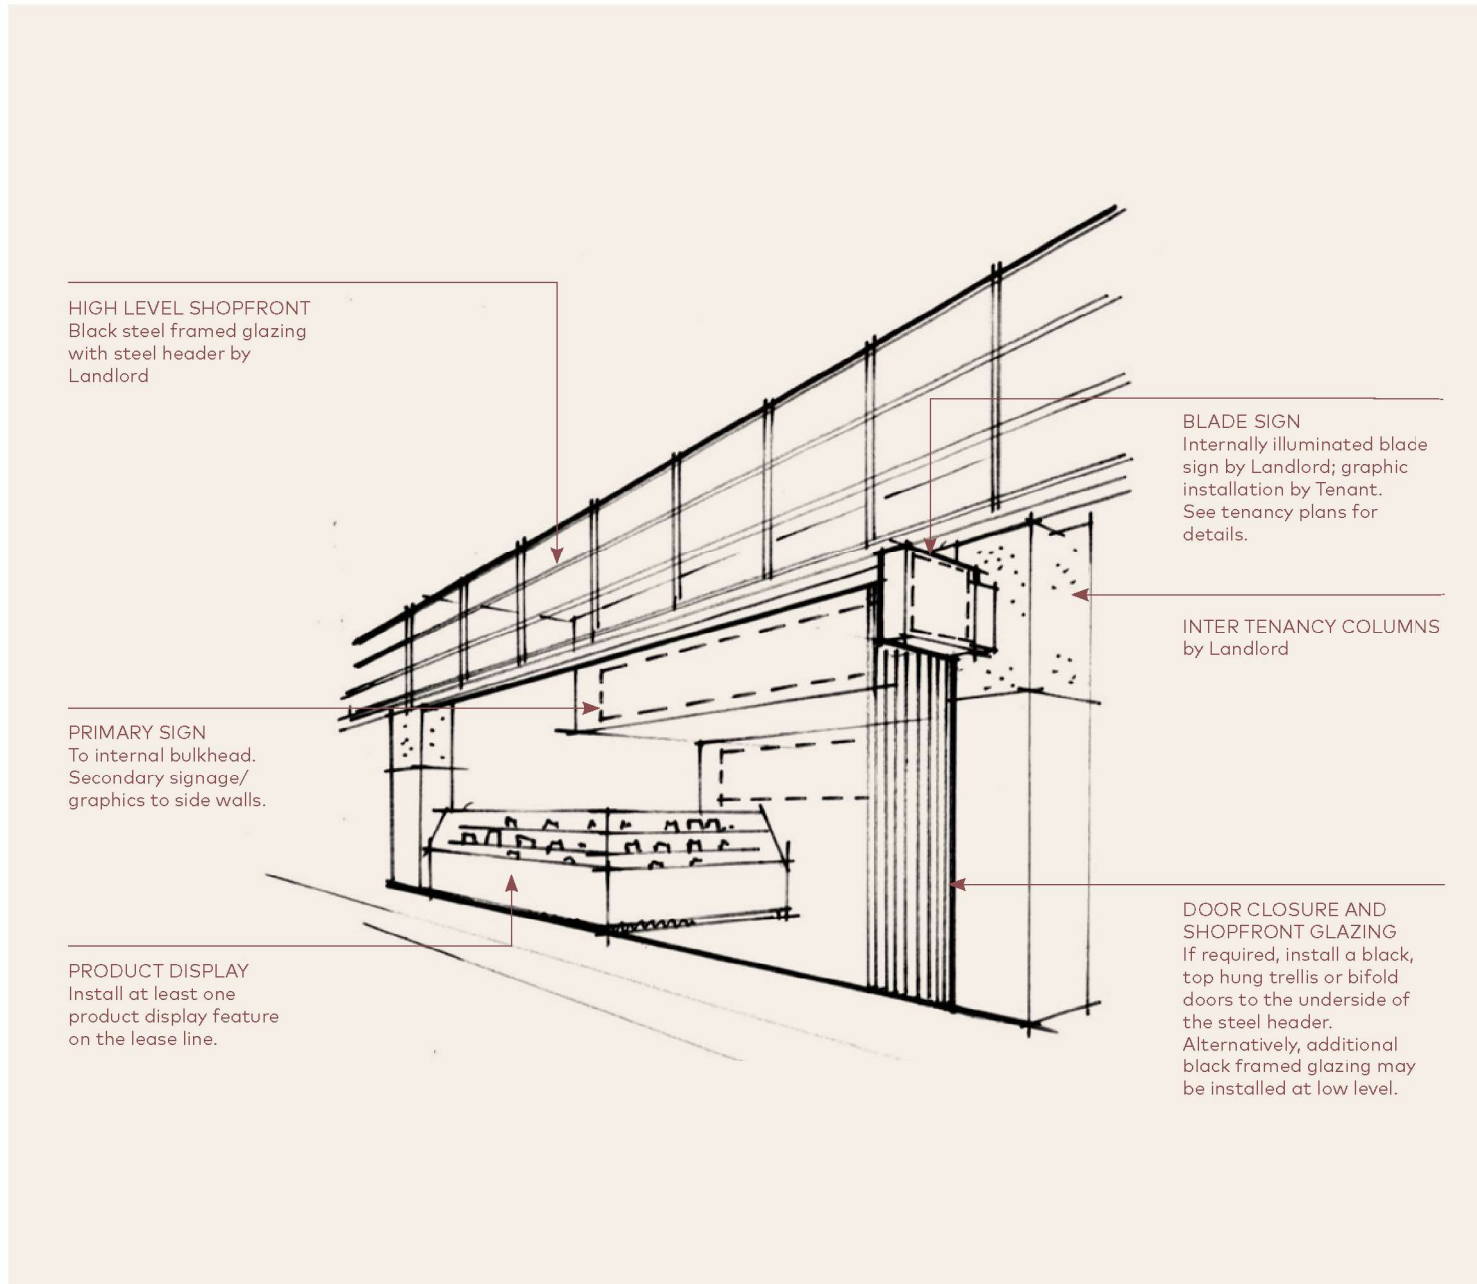 HIGH LEVEL SHOPFRONT
Black steel framed glazing
with steel header by
Landlord
PRIMARY SIGN
To internal bulkhead.
Secondary signage/
graphics to side walls.
PRODUCT DISPLAY
Install at least one
product display feature
on the lease line.
BLADE SIGN
Internally illuminated blade
sign by Landlord; graphic
installation by Tenant.
See tenancy plans for
details.
INTER TENANCY COLUMNS
by Landlord
DOOR CLOSURE AND
SHOPFRONT GLAZING
If required, install a black,
top hung trellis or bifold
doors to the underside of
the steel header.
Alternatively, additional
black framed glazing may
be installed at low level.